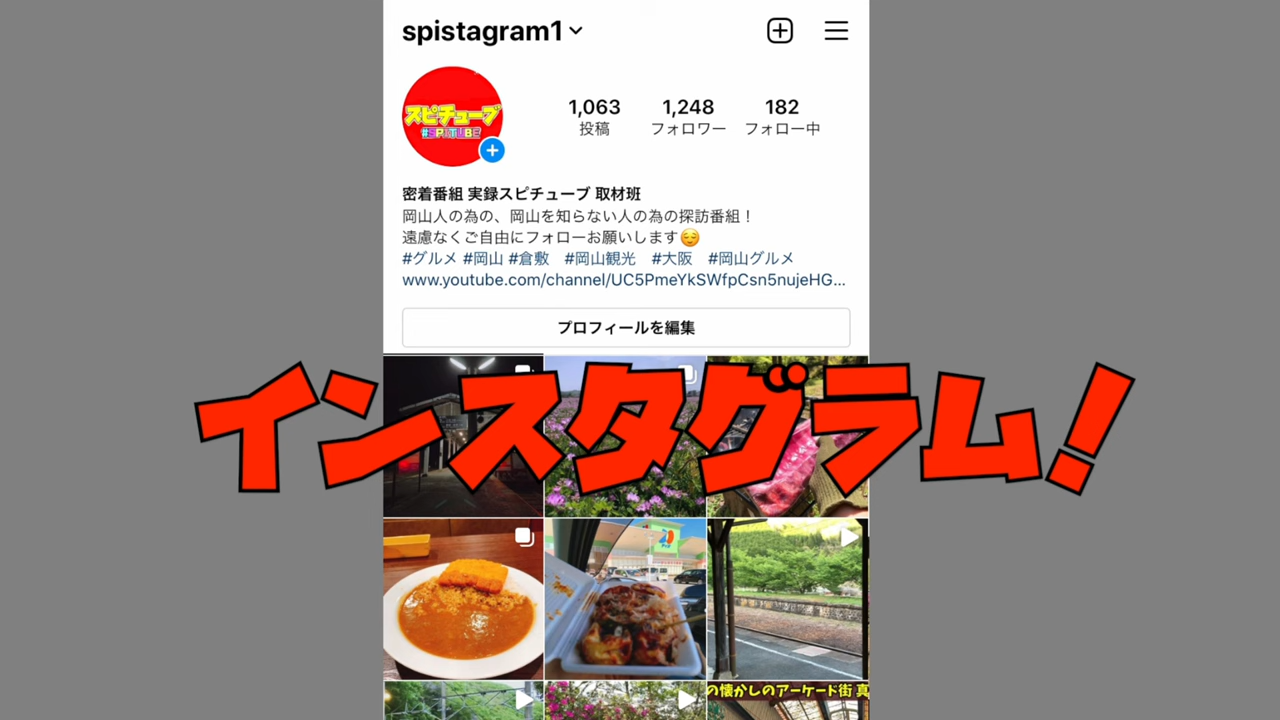 spistagram1
スピチューブ
#SPITUBE
1,063
1,248
182
投稿
フォロワー
フォロー中
密着番組 実録スピチューブ 取材班
岡山人の為の、岡山を知らない人の為の探訪番組！
遠慮なくご自由にフォローお願いします😌
#グルメ #岡山 #倉敷 #岡山観光 #大阪 #岡山グルメ
www.youtube.com/channel/UC5PmeYkSWfpCsn5nujeHG...
プロフィールを編集
インスタグラム！
の懐かしのアーケード街 真